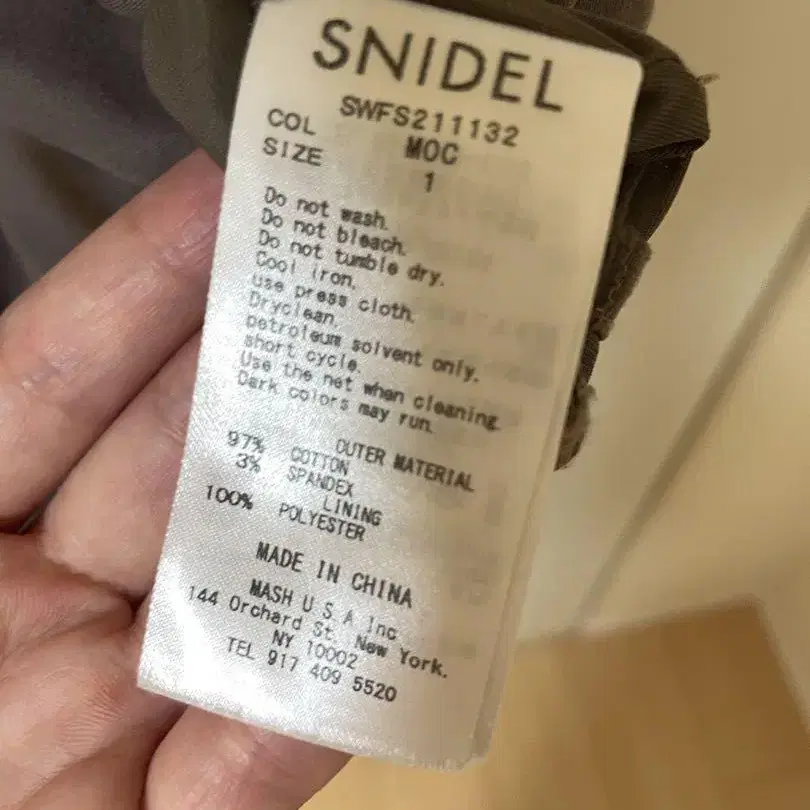 SNIDEL
SWFS211132
COL MOC
SIZE 1
Do not wash.
Do not bleach.
Do not tumble dry.
Cool iron.
use press cloth.
Dryclean.
petroleum solvent only.
short cycle.
Use the net when cleaning.
Dark colors may run.
OUTER MATERIAL
97% COTTON
3% SPANDEX
LINING
100% POLYESTER
MADE IN CHINA
MASH U S A Inc
144 Orchard St. New York.
NY 10002
TEL 917 409 5520